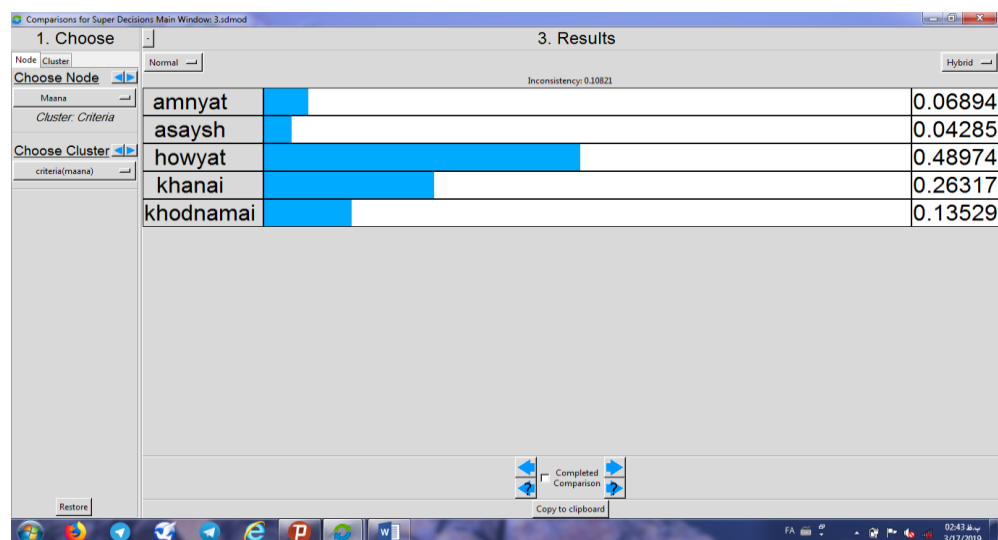 Comparisons for Super Decisions Main Window: 3.sdmod
1. Choose
Node Cluster
Choose Node
Maana
Cluster: Criteria
Choose Cluster
criteria(maana)
Restore
-
3. Results
Normal
Hybrid
Inconsistency: 0.10821
amnyat 0.06894
asaysh 0.04285
howyat 0.48974
khanai 0.26317
khodnamai 0.13529
Completed
Comparison
? ?
Copy to clipboard
FA
02:43 ب.ظ
3/17/2019